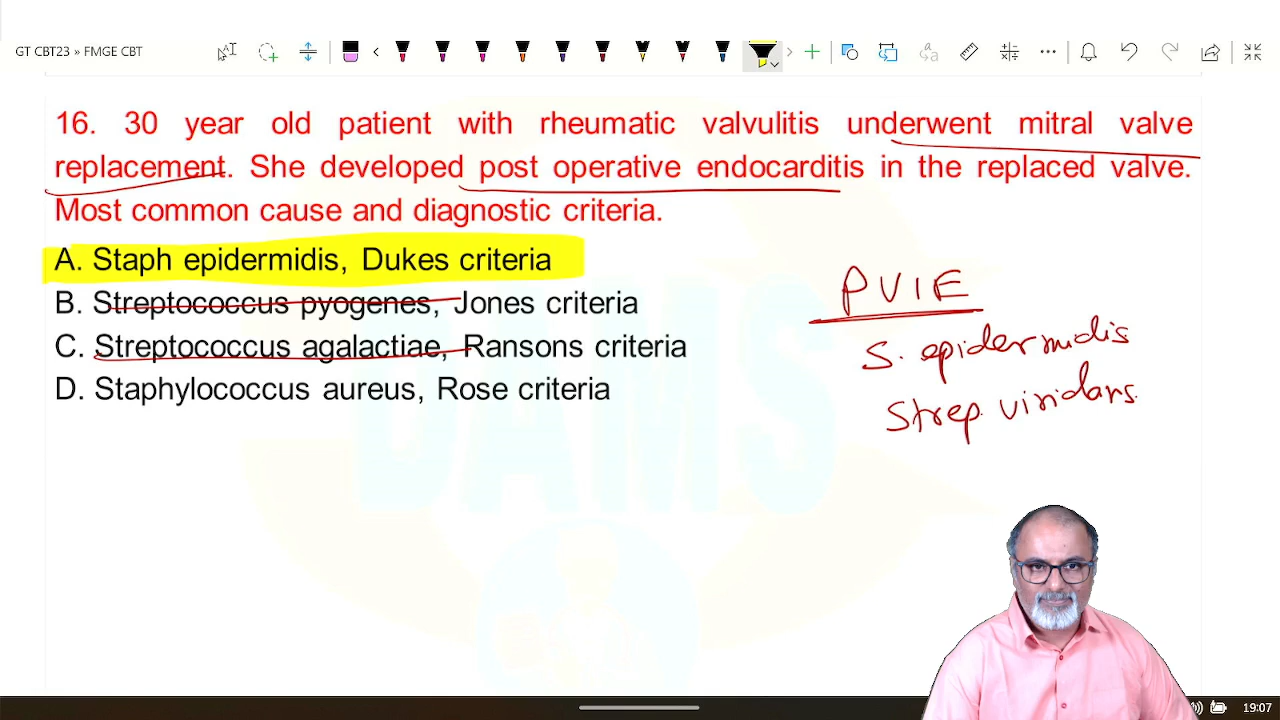 GT CBT23 » FMGE CBT
16. 30 year old patient with rheumatic valvulitis underwent mitral valve
replacement. She developed post operative endocarditis in the replaced valve.
Most common cause and diagnostic criteria.
A. Staph epidermidis, Dukes criteria
B. Streptococcus pyogenes, Jones criteria
C. Streptococcus agalactiae, Ransons criteria
D. Staphylococcus aureus, Rose criteria
PVIE
S. epidermidis
Strep. viridans
DAMS
19:07